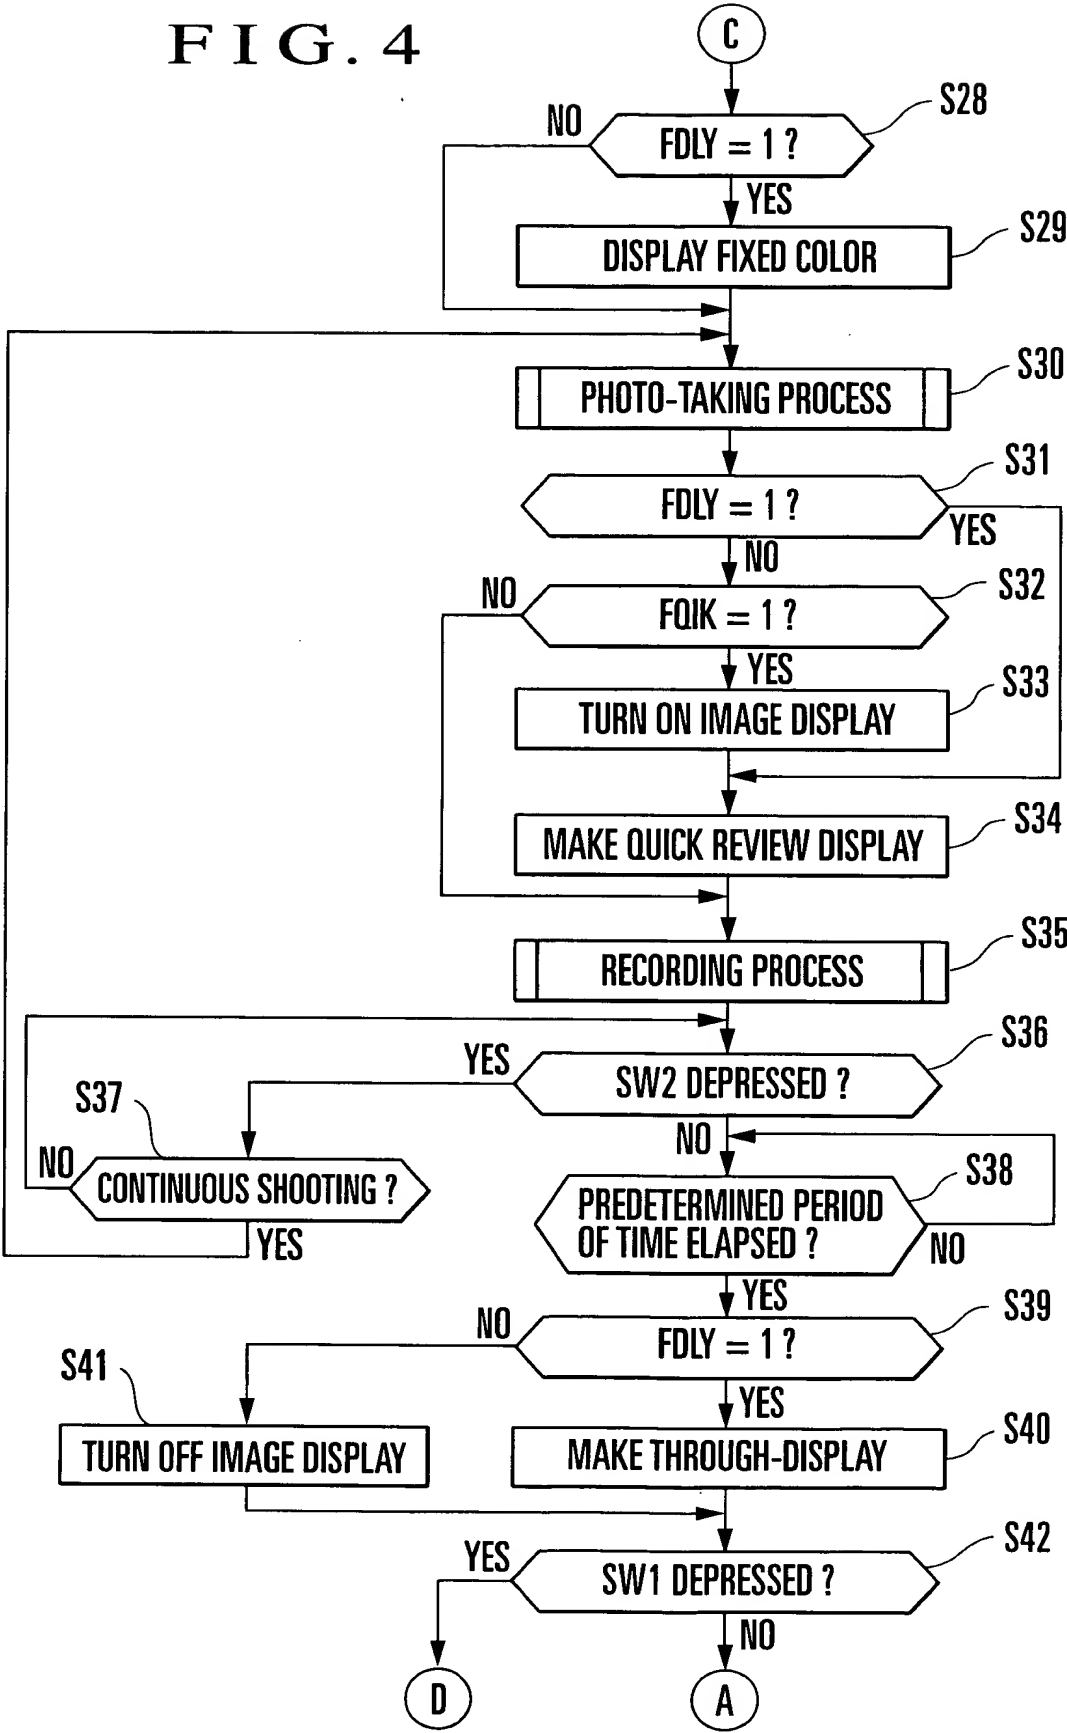 FIG. 4
C
S28
NO
FDLY = 1 ?
YES
S29
DISPLAY FIXED COLOR
S30
PHOTO-TAKING PROCESS
S31
FDLY = 1 ?
YES
NO
S32
NO
FQIK = 1 ?
YES
S33
TURN ON IMAGE DISPLAY
S34
MAKE QUICK REVIEW DISPLAY
S35
RECORDING PROCESS
S36
YES
SW2 DEPRESSED ?
S37
NO
NO
CONTINUOUS SHOOTING ?
YES
S38
PREDETERMINED PERIOD
OF TIME ELAPSED ?
NO
YES
S39
NO
FDLY = 1 ?
YES
S41
TURN OFF IMAGE DISPLAY
S40
MAKE THROUGH-DISPLAY
S42
YES
SW1 DEPRESSED ?
NO
D
A